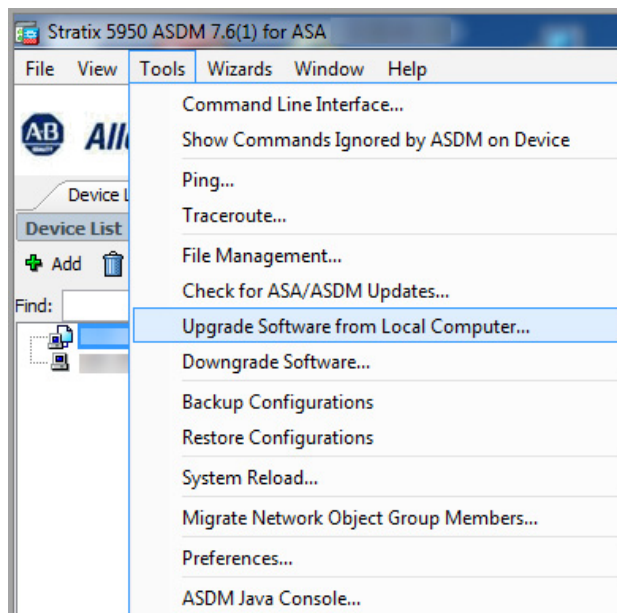 Stratix 5950 ASDM 7.6(1) for ASA
File View Tools Wizards Window Help
Command Line Interface...
AB
Show Commands Ignored by ASDM on Device
Ping...
Device
Traceroute...
Device List
Add
File Management...
Check for ASA/ASDM Updates...
Find:
Upgrade Software from Local Computer...
Downgrade Software...
Backup Configurations
Restore Configurations
System Reload...
Migrate Network Object Group Members...
Preferences...
ASDM Java Console...